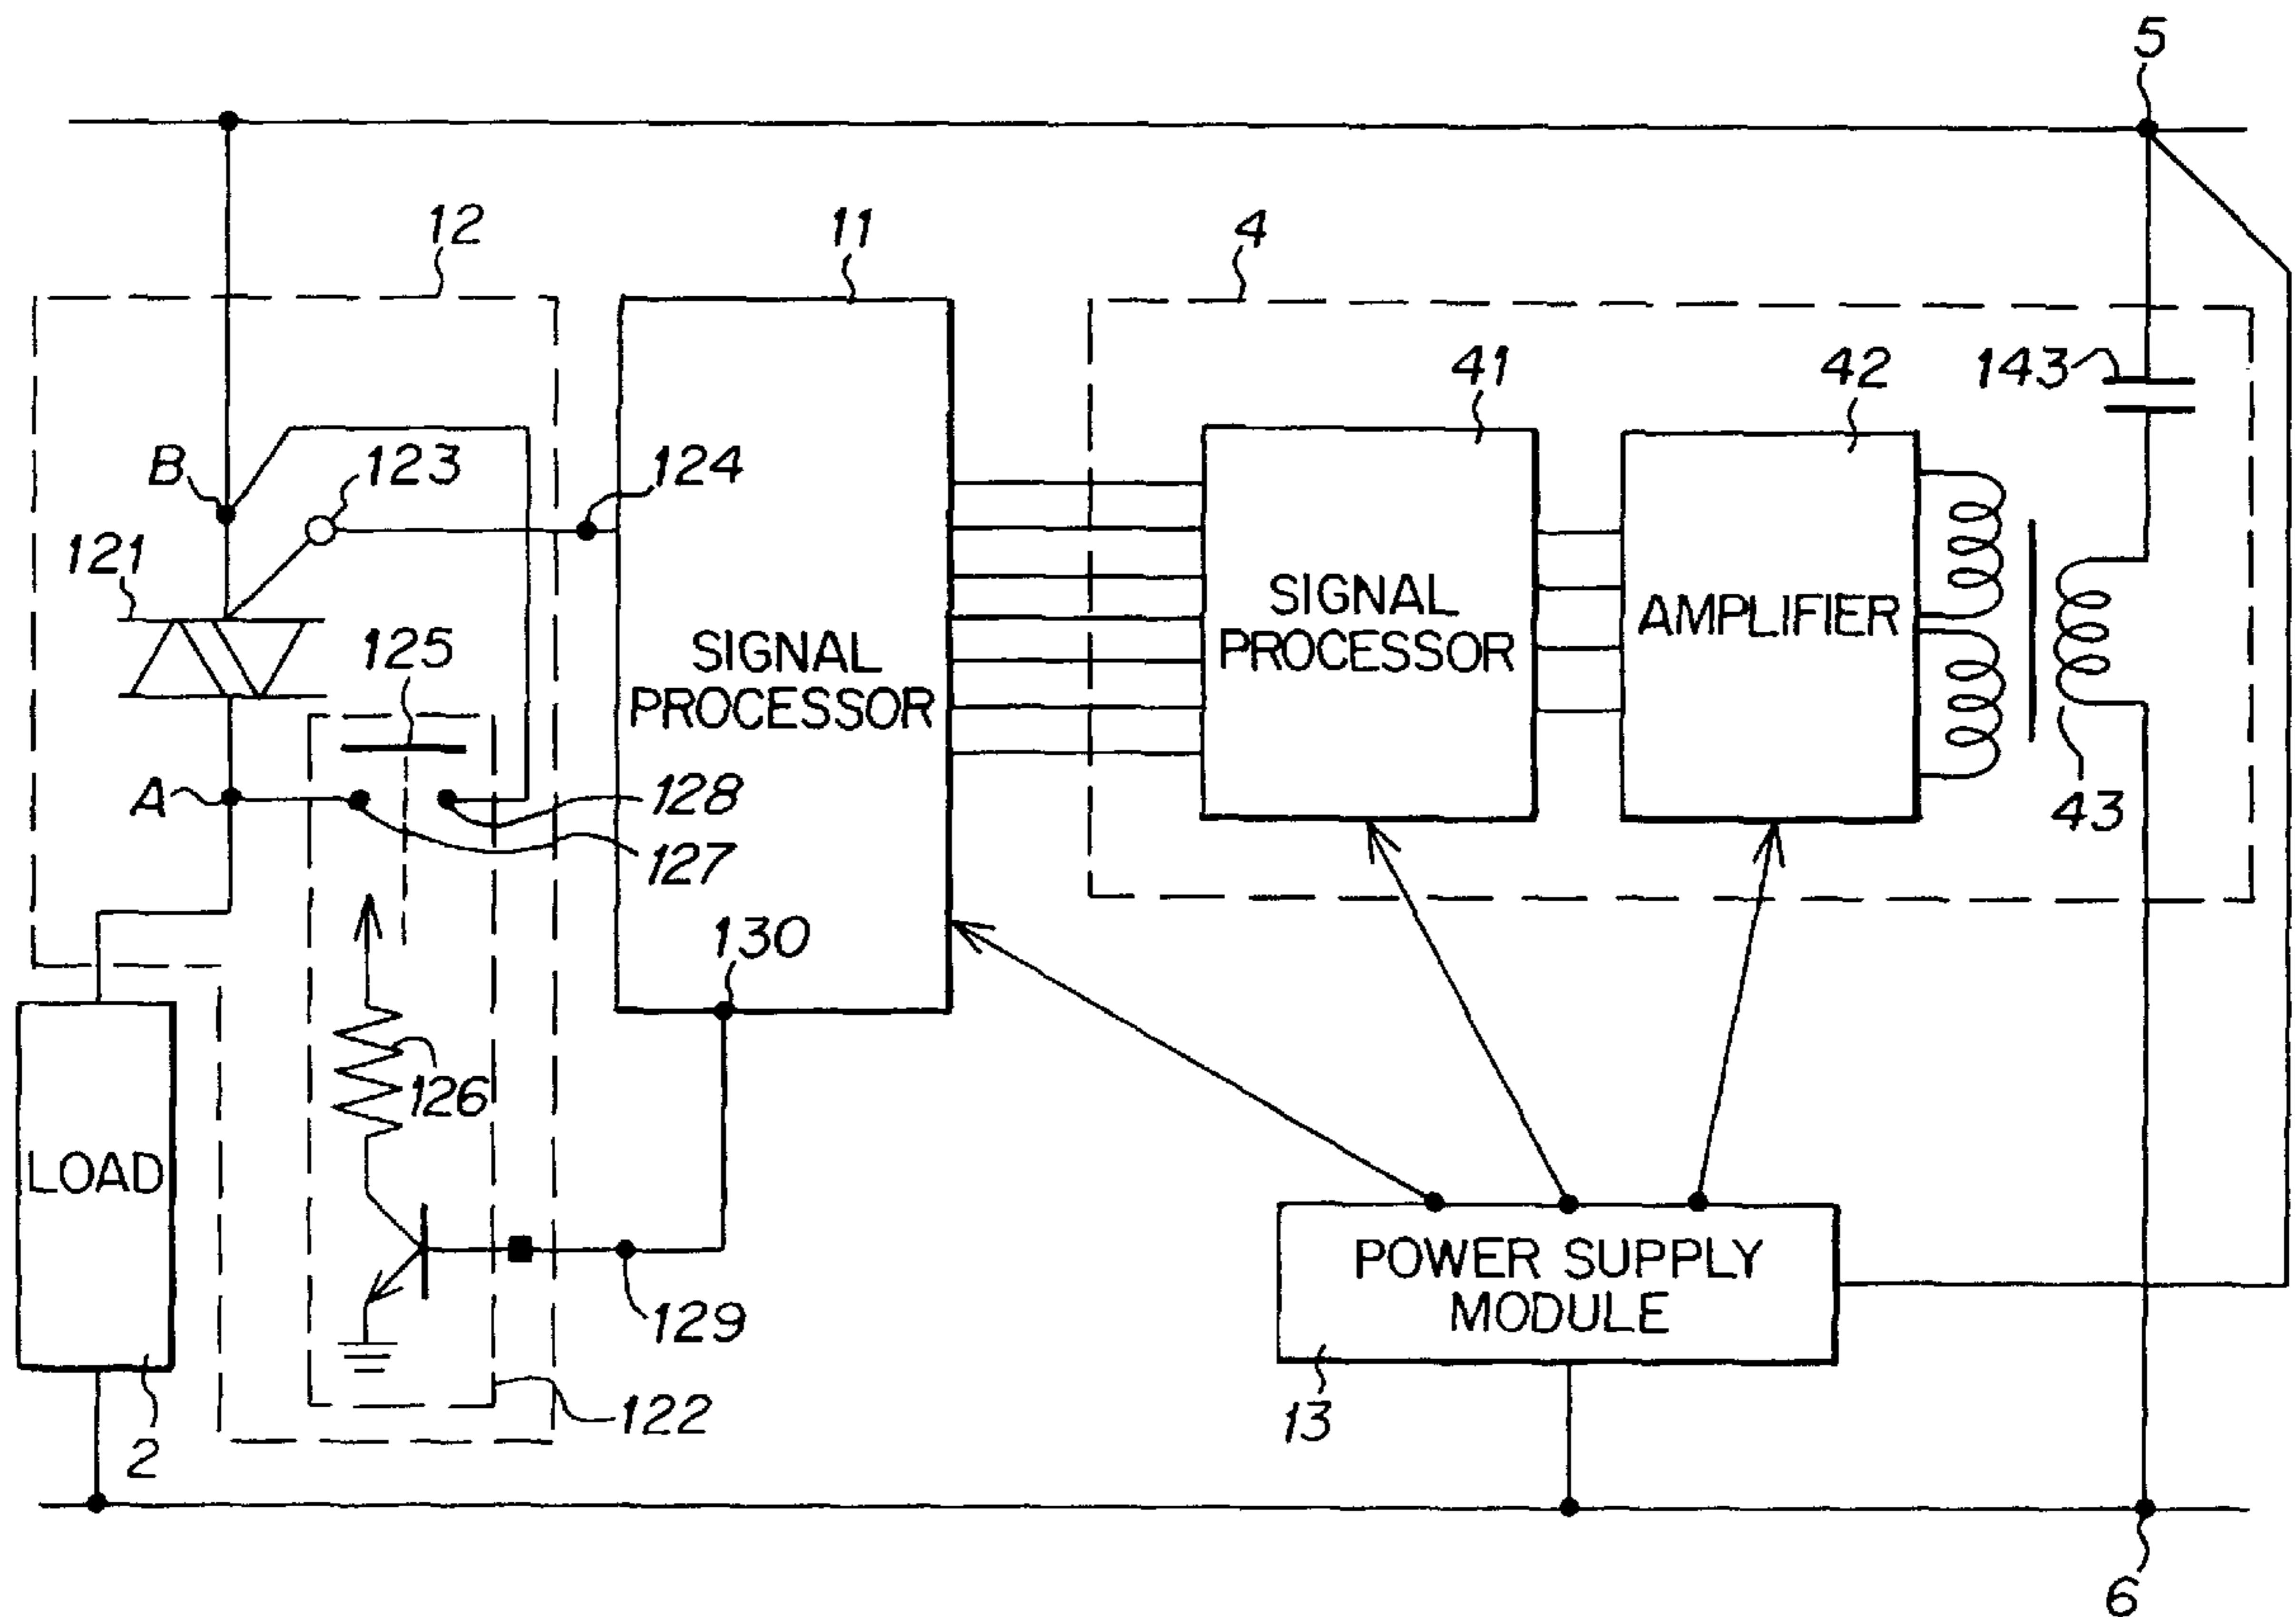 5
12
11
4
143
41
42
B
123
124
121
SIGNAL
PROCESSOR
AMPLIFIER
125
SIGNAL
PROCESSOR
A
128
43
127
130
126
LOAD
POWER SUPPLY
MODULE
129
122
13
2
6